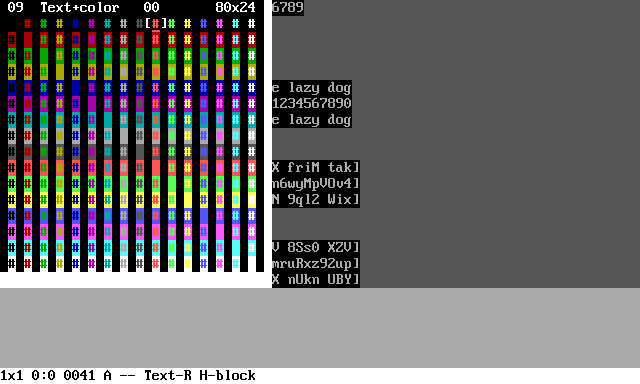 09 Text+color 00 80x24 6789
# # # # # # # # [#] # # # # # #
# # # # # # # # # # # # # # # #
# # # # # # # # # # # # # # # #
# # # # # # # # # # # # # # # #
# # # # # # # # # # # # # # # # e lazy dog
# # # # # # # # # # # # # # # # 1234567890
# # # # # # # # # # # # # # # # e lazy dog
# # # # # # # # # # # # # # # #
# # # # # # # # # # # # # # # #
# # # # # # # # # # # # # # # # X friM tak]
# # # # # # # # # # # # # # # # m6wyMpVOv4]
# # # # # # # # # # # # # # # # N 9ql2 Wix]
# # # # # # # # # # # # # # # #
# # # # # # # # # # # # # # # #
# # # # # # # # # # # # # # # # V 8Ss0 XZV]
# # # # # # # # # # # # # # # # mruRxz92up]
X nUkn UBY]
1x1 0:0 0041 A -- Text-R H-block